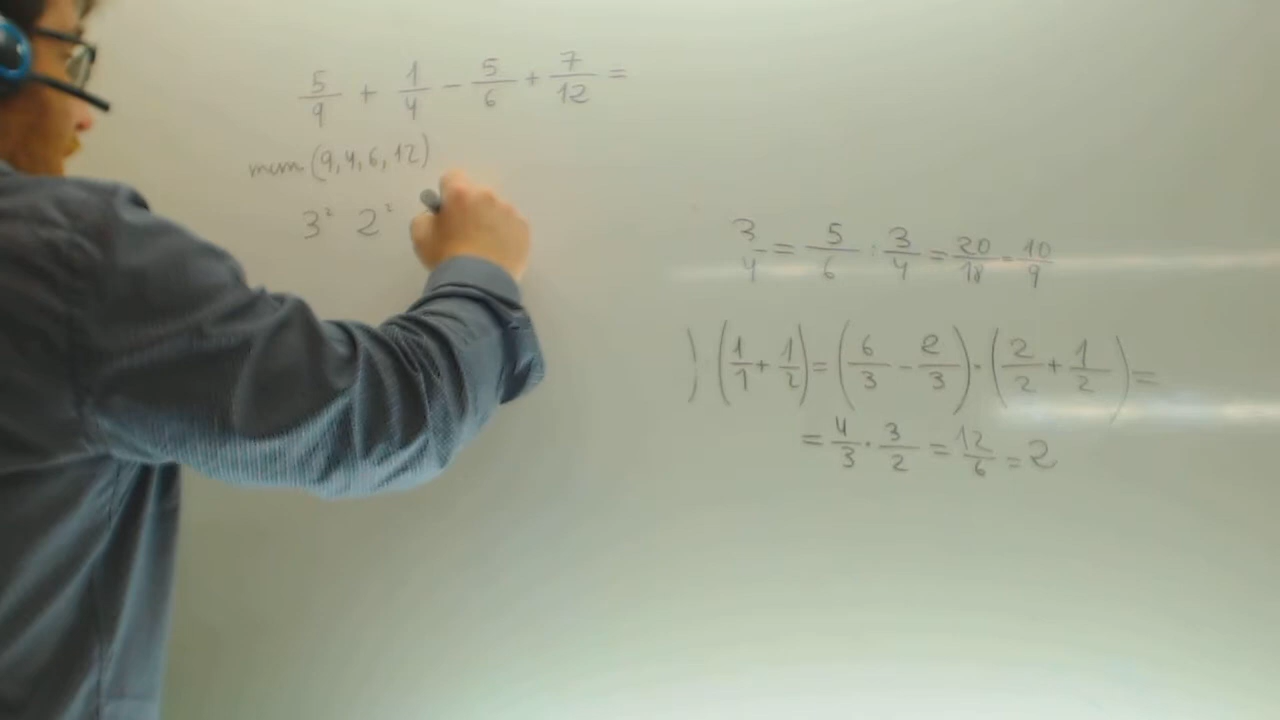 5/9 + 1/4 - 5/6 + 7/12 =
mcm (9,4,6,12)
3² 2²
3/4 = 5/6 : 3/4 = 20/18 = 10/9
) · (1/1 + 1/2) = (6/3 - 2/3) · (2/2 + 1/2) =
= 4/3 · 3/2 = 12/6 = 2